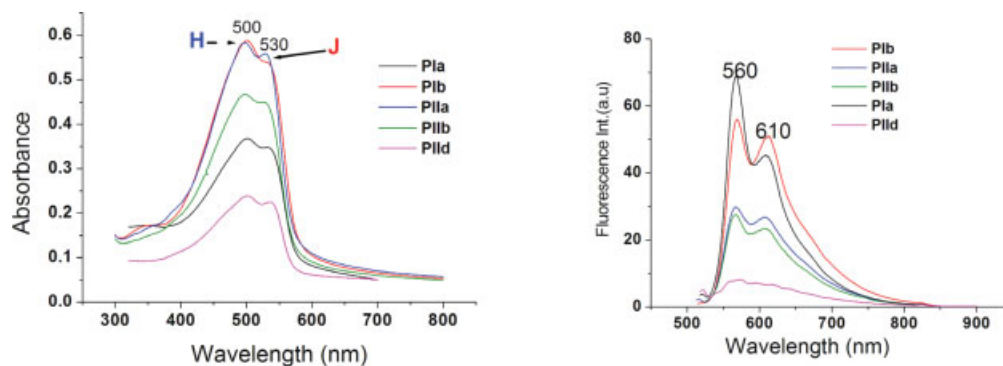 500
530
H
J
PIa
PIb
PIIa
PIIb
PIId
Absorbance
0.6
0.5
0.4
0.3
0.2
0.1
0.0
300 400 500 600 700 800
Wavelength (nm)
560
610
PIb
PIIa
PIIb
PIa
PIId
Fluorescence Int.(a.u)
80
60
40
20
0
500 600 700 800 900
Wavelength (nm)